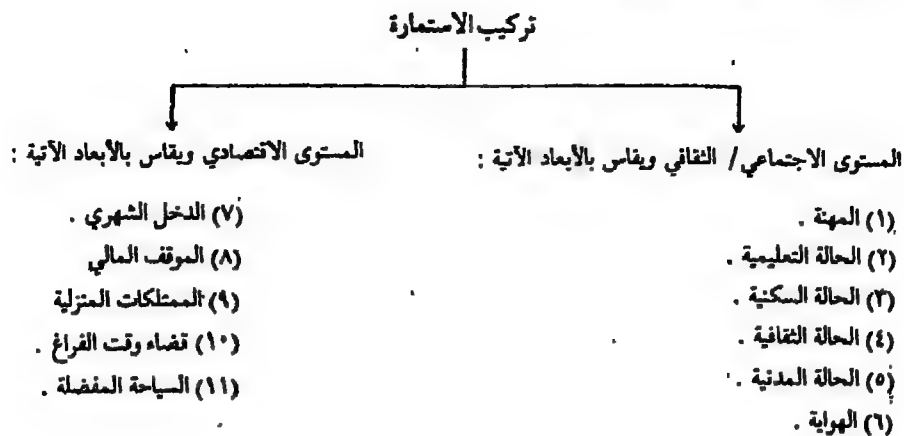 تركيب الاستمارة
المستوى الاجتماعي / الثقافي ويقاس بالأبعاد الآتية :
(١) المهنة .
(٢) الحالة التعليمية .
(٣) الحالة السكنية .
(٤) الحالة الثقافية .
(٥) الحالة المدنية .
(٦) الهواية .
المستوى الاقتصادي ويقاس بالأبعاد الآتية :
(٧) الدخل الشهري .
(٨) الموقف المالي
(٩) الممتلكات المنزلية
(١٠) قضاء وقت الفراغ .
(١١) السياحة المفضلة .